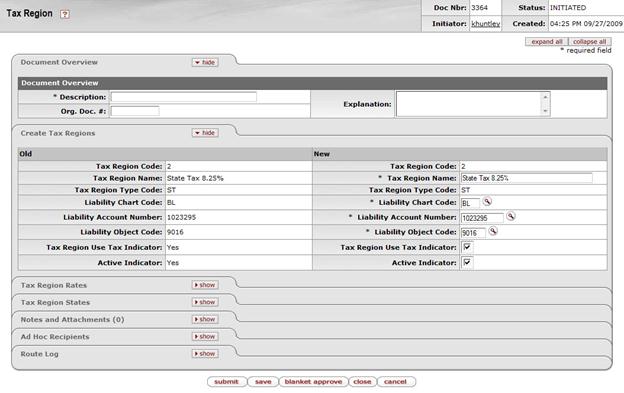 Tax Region ?
Doc Nbr: 3364 Status: INITIATED
Initiator: khuntley Created: 04:25 PM 09/27/2009
expand all collapse all
* required field
Document Overview hide
Document Overview
* Description: Explanation:
Org. Doc. #:
Create Tax Regions hide
Old New
Tax Region Code: 2 Tax Region Code: 2
Tax Region Name: State Tax 8.25% * Tax Region Name: State Tax 8.25%
Tax Region Type Code: ST Tax Region Type Code: ST
Liability Chart Code: BL * Liability Chart Code: BL
Liability Account Number: 1023295 * Liability Account Number: 1023295
Liability Object Code: 9016 * Liability Object Code: 9016
Tax Region Use Tax Indicator: Yes Tax Region Use Tax Indicator:
Active Indicator: Yes Active Indicator:
Tax Region Rates show
Tax Region States show
Notes and Attachments (0) show
Ad Hoc Recipients show
Route Log show
submit save blanket approve close cancel